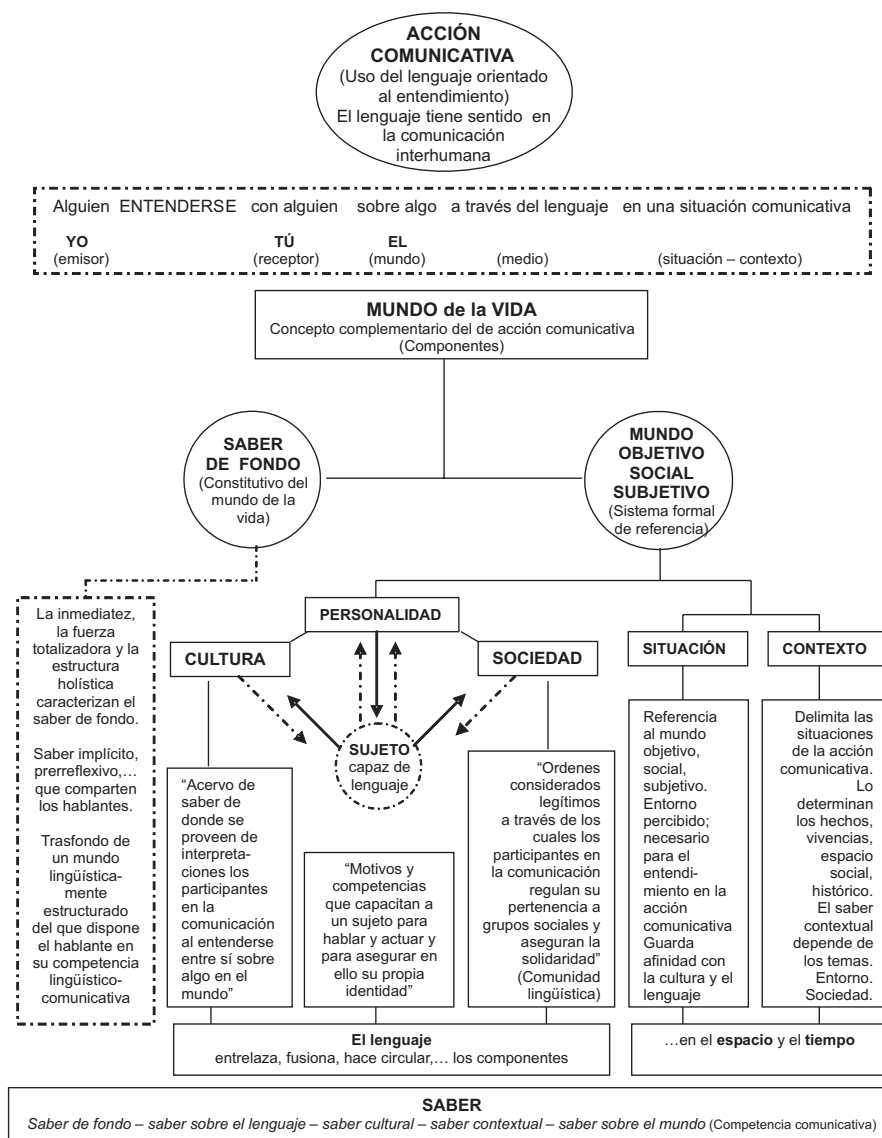 ACCIÓN
COMUNICATIVA
(Uso del lenguaje orientado
al entendimiento)
El lenguaje tiene sentido en
la comunicación
interhumana
Alguien ENTENDERSE con alguien sobre algo a través del lenguaje en una situación comunicativa
YO TÚ EL
(emisor) (receptor) (mundo) (medio) (situación – contexto)
MUNDO de la VIDA
Concepto complementario del de acción comunicativa
(Componentes)
SABER
DE FONDO
(Constitutivo del
mundo de la
vida)
MUNDO
OBJETIVO
SOCIAL
SUBJETIVO
(Sistema formal
de referencia)
La inmediatez,
la fuerza
totalizadora y la
estructura
holística
caracterizan el
saber de fondo.
Saber implícito,
prerreflexivo,…
que comparten
los hablantes.
Trasfondo de
un mundo
lingüística-
mente
estructurado
del que dispone
el hablante en
su competencia
lingüístico-
comunicativa
PERSONALIDAD
CULTURA
SOCIEDAD
SUJETO
capaz de
lenguaje
“Acervo de
saber de
donde se
proveen de
interpreta-
ciones los
participantes
en la
comunicación
al entenderse
entre sí sobre
algo en el
mundo”
“Motivos y
competencias
que capacitan a
un sujeto para
hablar y actuar y
para asegurar en
ello su propia
identidad”
“Ordenes
considerados
legítimos
a través de los
cuales los
participantes en
la comunicación
regulan su
pertenencia a
grupos sociales y
aseguran la
solidaridad”
(Comunidad
lingüística)
SITUACIÓN
CONTEXTO
Referencia
al mundo
objetivo,
social,
subjetivo.
Entorno
percibido;
necesario
para el
entendi-
miento en la
acción
comunicativa
Guarda
afinidad con
la cultura y el
lenguaje
Delimita las
situaciones
de la acción
comunicativa.
Lo
determinan
los hechos,
vivencias,
espacio
social,
histórico.
El saber
contextual
depende de
los temas.
Entorno.
Sociedad.
El lenguaje
entrelaza, fusiona, hace circular,… los componentes
…en el espacio y el tiempo
SABER
Saber de fondo – saber sobre el lenguaje – saber cultural – saber contextual – saber sobre el mundo (Competencia comunicativa)